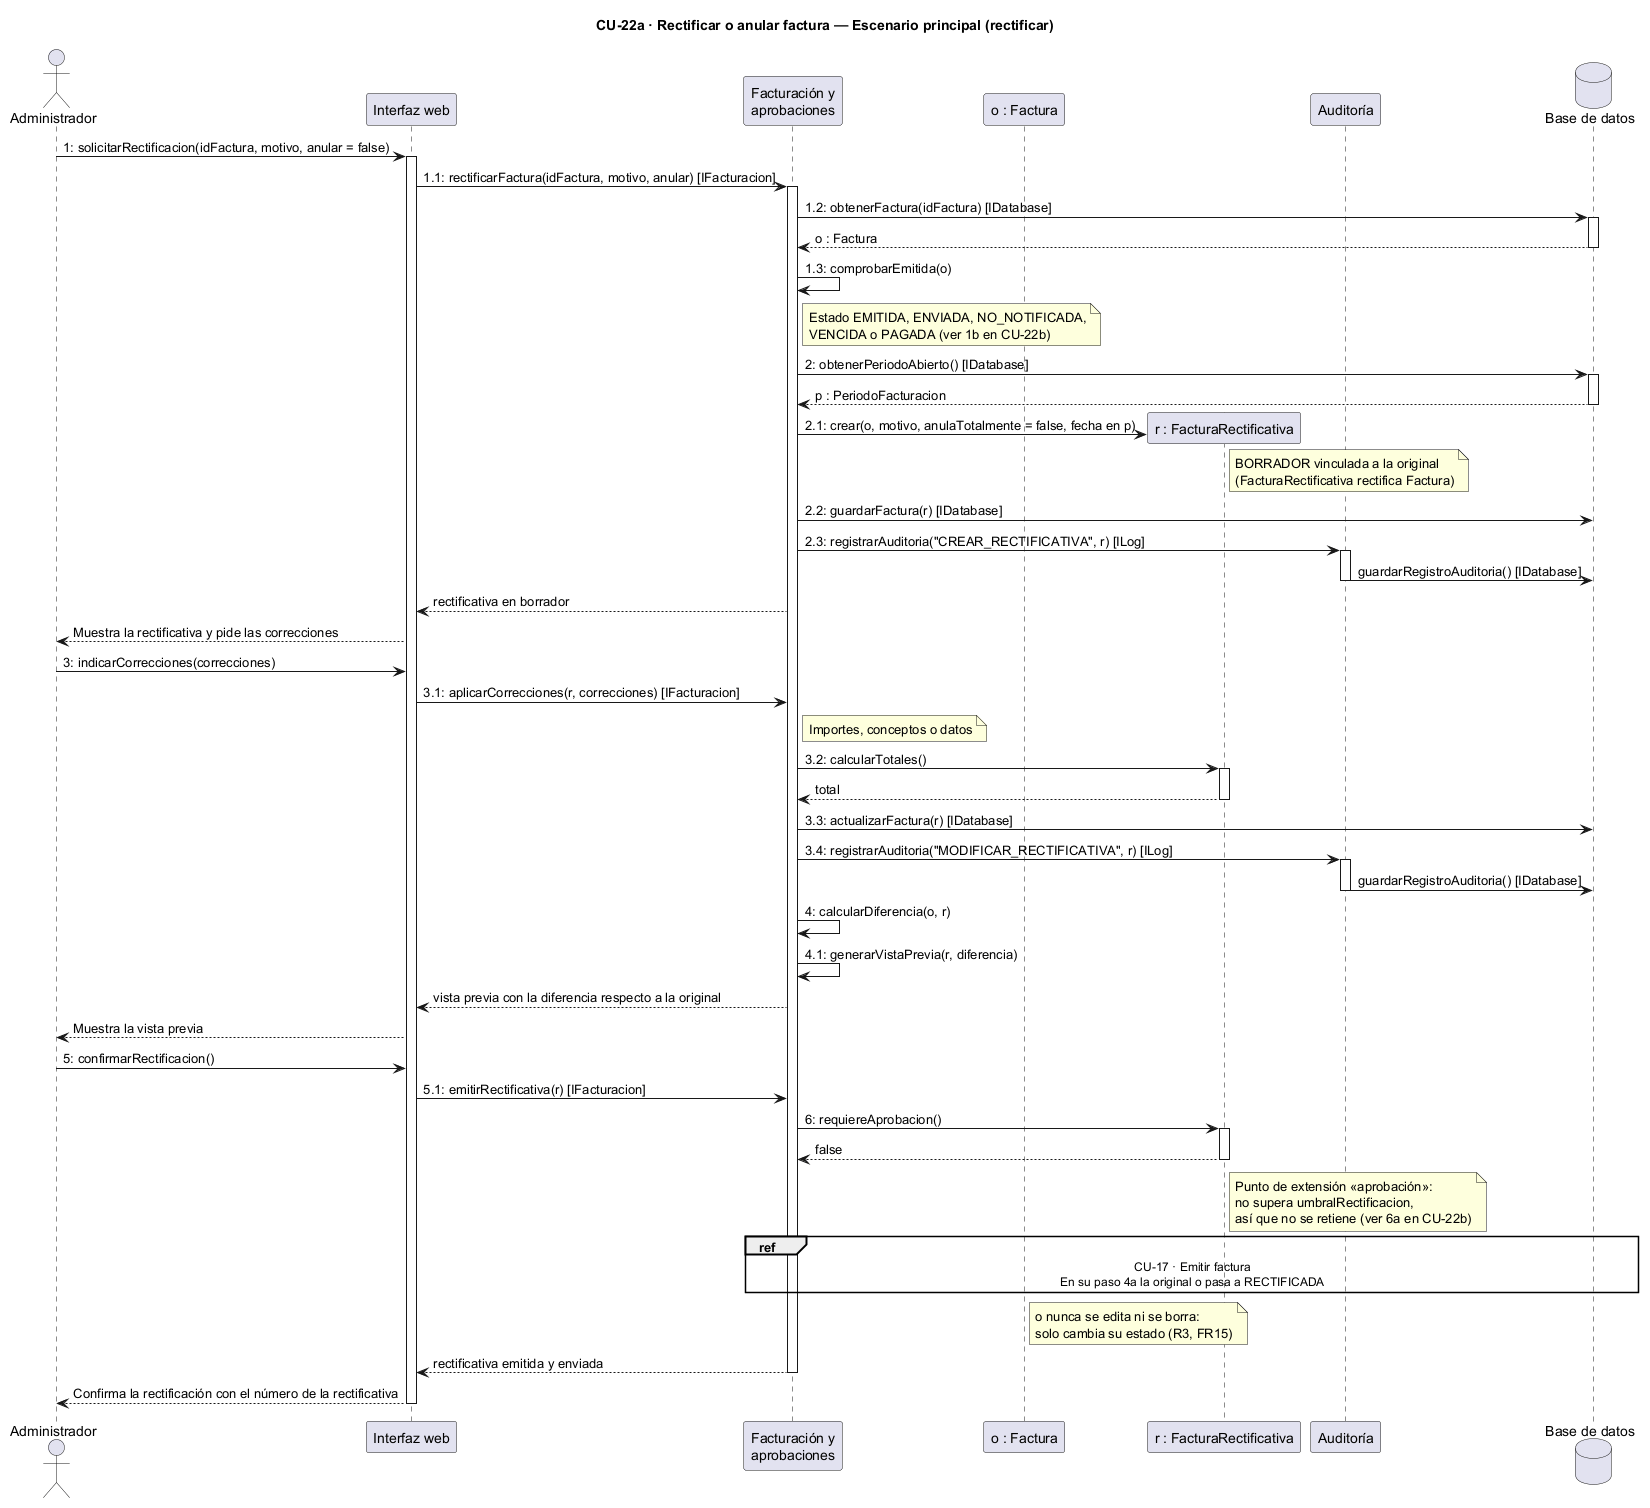 CU-22a · Rectificar o anular factura — Escenario principal (rectificar)
Administrador
Interfaz web
Facturación y
aprobaciones
o : Factura
Auditoría
Base de datos
1: solicitarRectificacion(idFactura, motivo, anular = false)
1.1: rectificarFactura(idFactura, motivo, anular) [IFacturacion]
1.2: obtenerFactura(idFactura) [IDatabase]
o : Factura
1.3: comprobarEmitida(o)
Estado EMITIDA, ENVIADA, NO_NOTIFICADA,
VENCIDA o PAGADA (ver 1b en CU-22b)
2: obtenerPeriodoAbierto() [IDatabase]
p : PeriodoFacturacion
2.1: crear(o, motivo, anulaTotalmente = false, fecha en p)
r : FacturaRectificativa
BORRADOR vinculada a la original
(FacturaRectificativa rectifica Factura)
2.2: guardarFactura(r) [IDatabase]
2.3: registrarAuditoria("CREAR_RECTIFICATIVA", r) [ILog]
guardarRegistroAuditoria() [IDatabase]
rectificativa en borrador
Muestra la rectificativa y pide las correcciones
3: indicarCorrecciones(correcciones)
3.1: aplicarCorrecciones(r, correcciones) [IFacturacion]
Importes, conceptos o datos
3.2: calcularTotales()
total
3.3: actualizarFactura(r) [IDatabase]
3.4: registrarAuditoria("MODIFICAR_RECTIFICATIVA", r) [ILog]
guardarRegistroAuditoria() [IDatabase]
4: calcularDiferencia(o, r)
4.1: generarVistaPrevia(r, diferencia)
vista previa con la diferencia respecto a la original
Muestra la vista previa
5: confirmarRectificacion()
5.1: emitirRectificativa(r) [IFacturacion]
6: requiereAprobacion()
false
Punto de extensión «aprobación»:
no supera umbralRectificacion,
así que no se retiene (ver 6a en CU-22b)
ref
CU-17 · Emitir factura
En su paso 4a la original o pasa a RECTIFICADA
o nunca se edita ni se borra:
solo cambia su estado (R3, FR15)
rectificativa emitida y enviada
Confirma la rectificación con el número de la rectificativa
Administrador
Interfaz web
Facturación y
aprobaciones
o : Factura
r : FacturaRectificativa
Auditoría
Base de datos